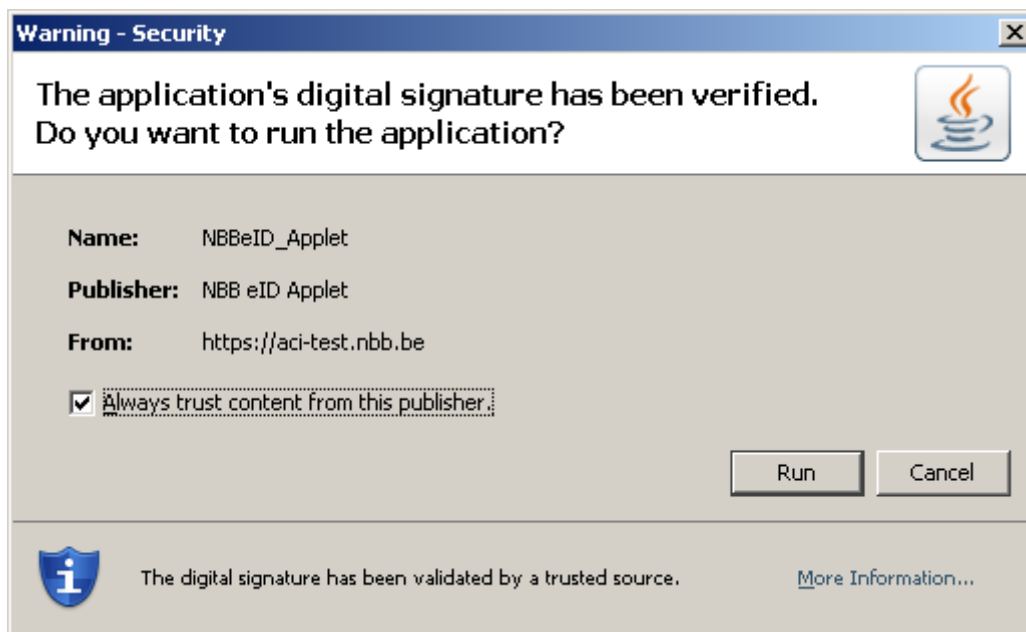 Warning - Security
The application's digital signature has been verified.
Do you want to run the application?
Name: NBBeID_Applet
Publisher: NBB eID Applet
From: https://aci-test.nbb.be
Always trust content from this publisher.
Run Cancel
The digital signature has been validated by a trusted source. More Information...